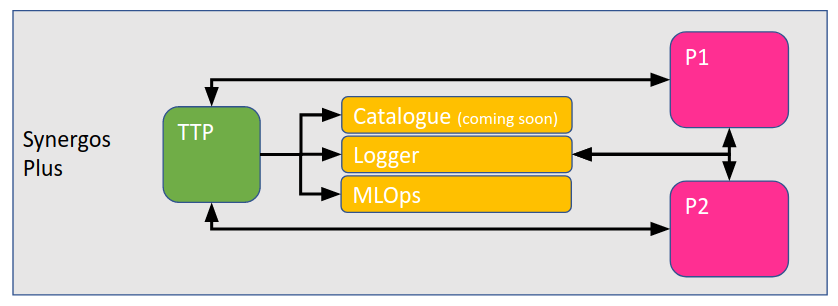 Synergos
Plus
TTP
Catalogue (coming soon)
Logger
MLOps
P1
P2